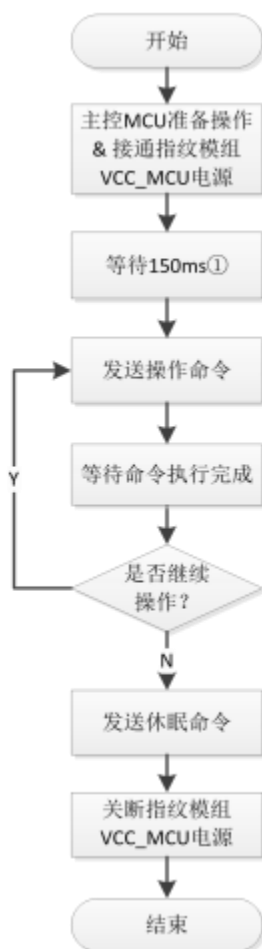 开始
主控MCU准备操作
& 接通指纹模组
VCC_MCU电源
等待150ms①
发送操作命令
等待命令执行完成
Y
是否继续
操作？
N
发送休眠命令
关断指纹模组
VCC_MCU电源
结束